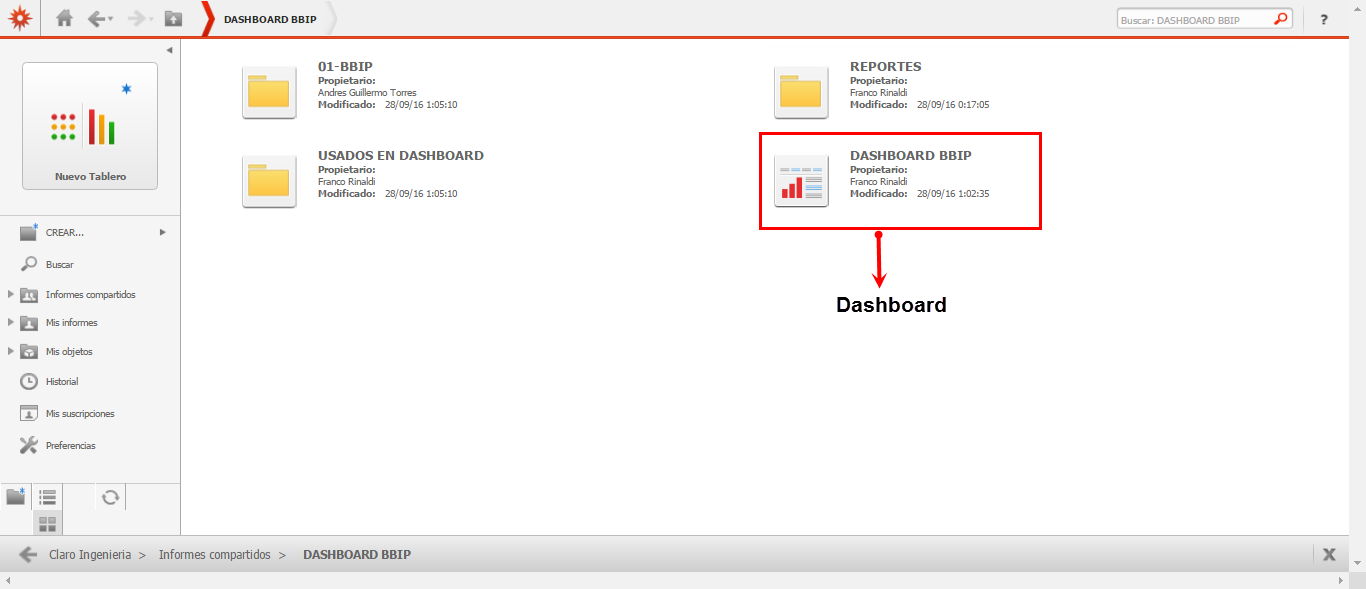 DASHBOARD BBIP
Buscar: DASHBOARD BBIP
?
Nuevo Tablero
CREAR...
Buscar
Informes compartidos
Mis informes
Mis objetos
Historial
Mis suscripciones
Preferencias
01-BBIP
Propietario:
Andres Guillermo Torres
Modificado: 28/09/16 1:05:10
REPORTES
Propietario:
Franco Rinaldi
Modificado: 28/09/16 0:17:05
USADOS EN DASHBOARD
Propietario:
Franco Rinaldi
Modificado: 28/09/16 1:05:10
DASHBOARD BBIP
Propietario:
Franco Rinaldi
Modificado: 28/09/16 1:02:35
Dashboard
Claro Ingenieria > Informes compartidos > DASHBOARD BBIP